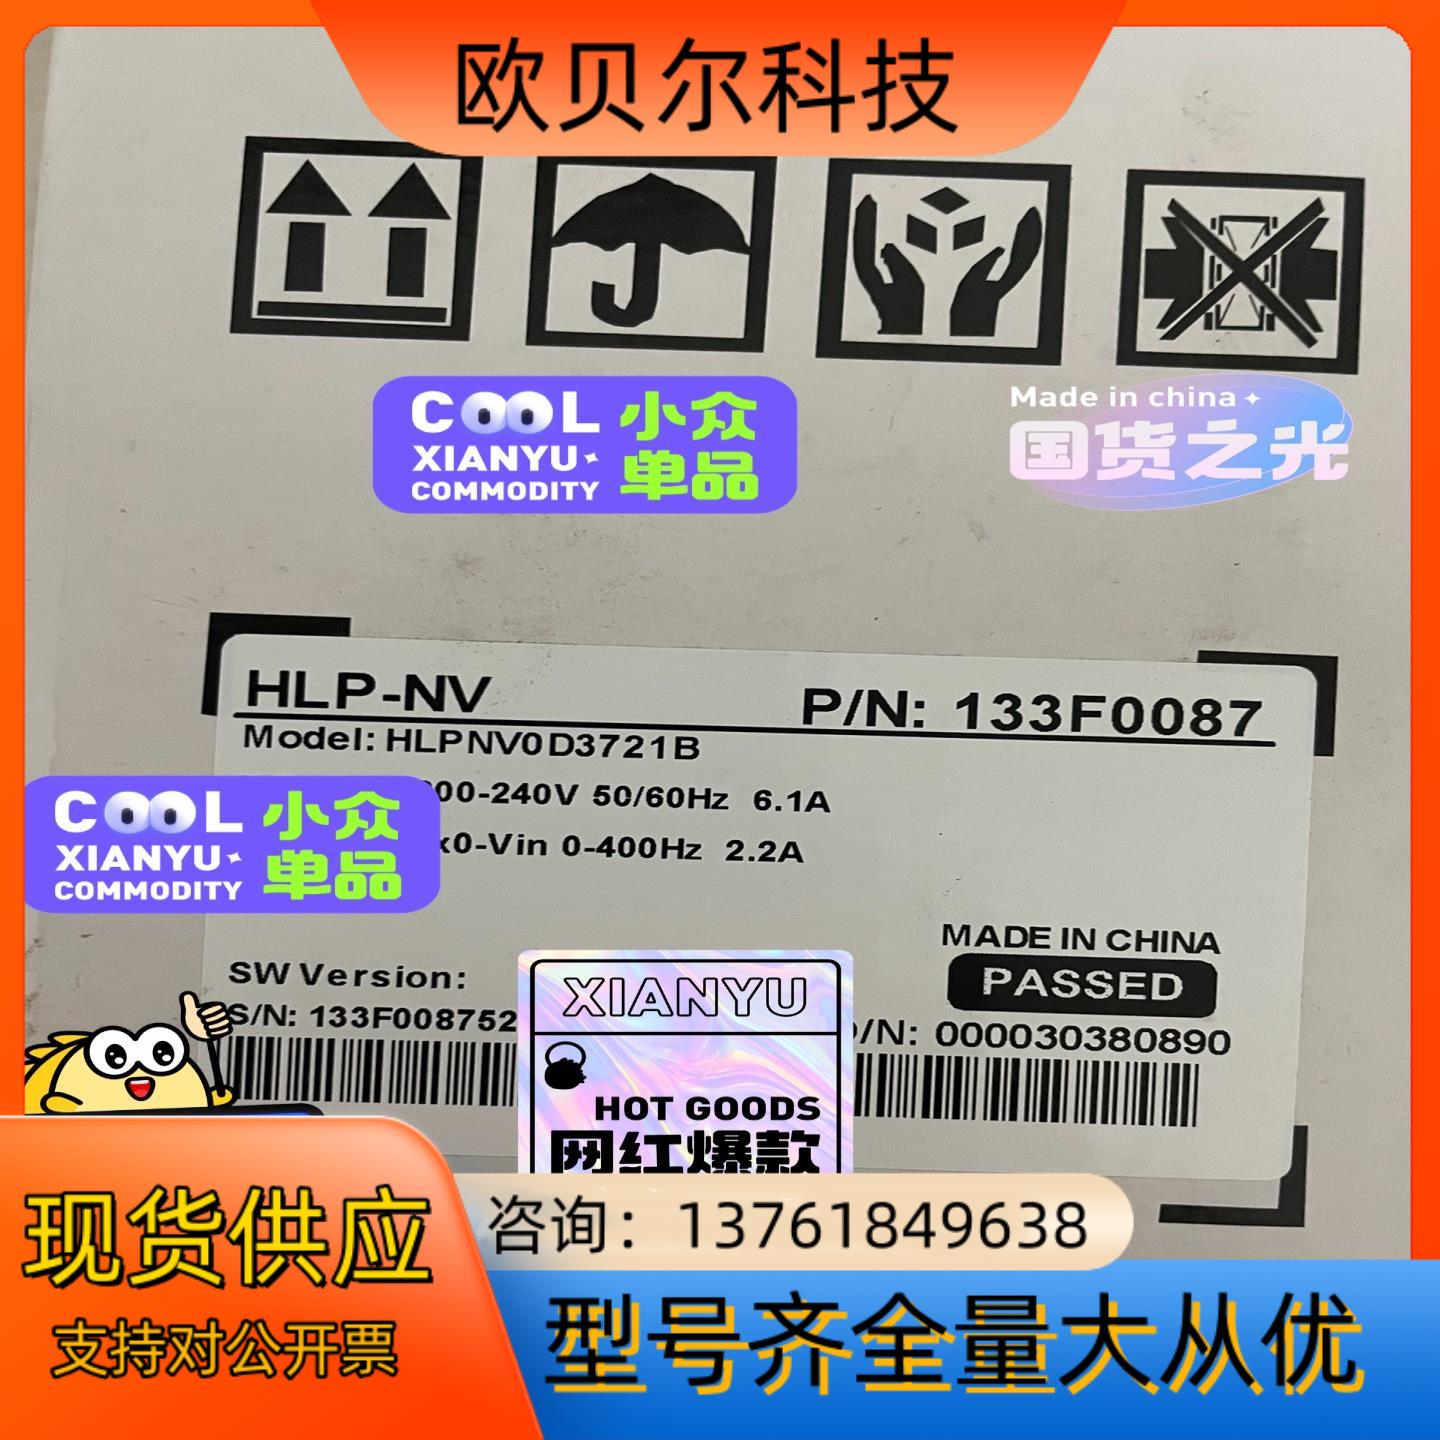 欧贝尔科技
COOL 小众
XIANYU 单品
COMMODITY
Made in china
国货之光
HLP-NV
P/N: 133F0087
Model: HLPNV0D3721B
00-240V 50/60Hz 6.1A
x0-Vin 0-400Hz 2.2A
COOL 小众
XIANYU 单品
COMMODITY
MADE IN CHINA
PASSED
SW Version:
S/N: 133F008752
/N: 000030380890
XIANYU
HOT GOODS
网红爆款
现货供应
支持对公开票
咨询：13761849638
型号齐全量大从优